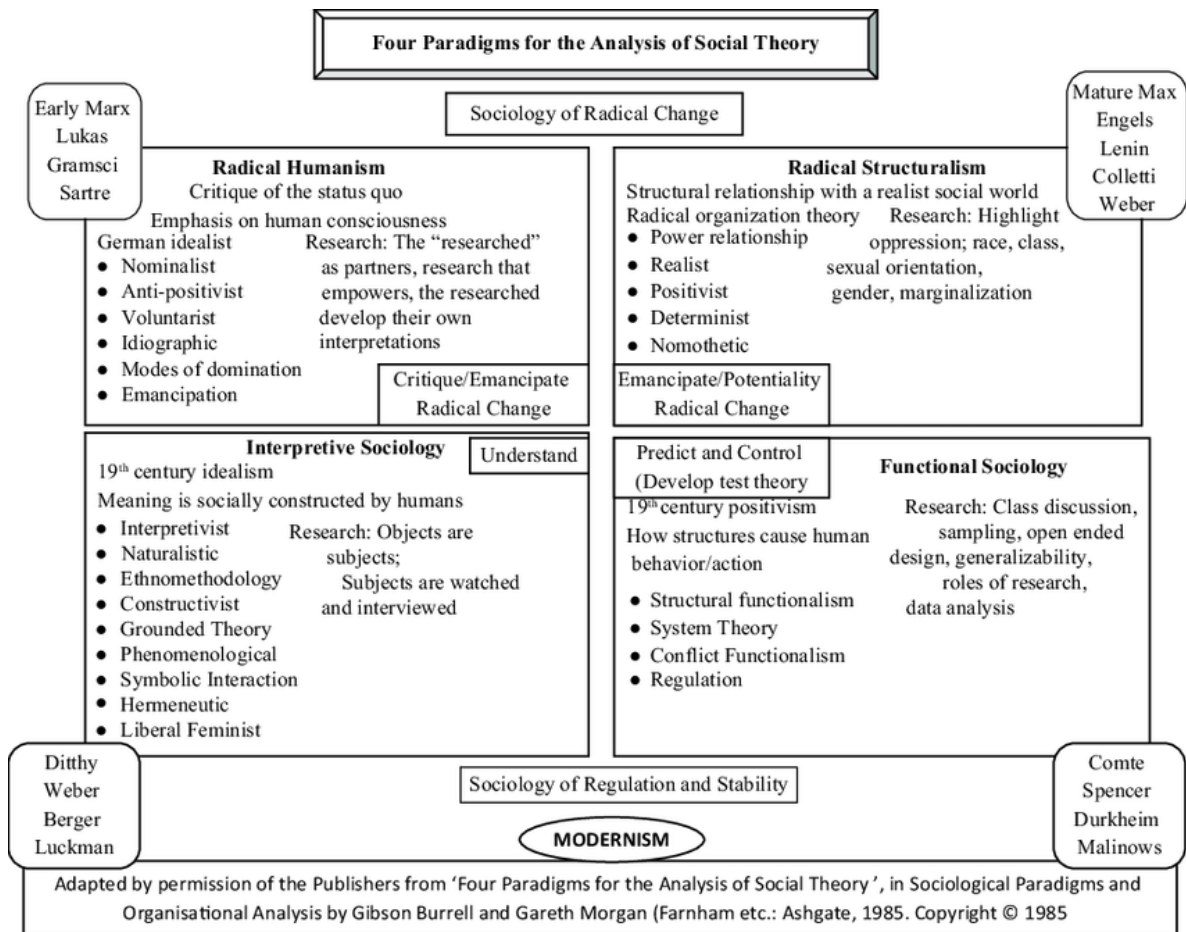 Four Paradigms for the Analysis of Social Theory
Sociology of Radical Change
Early Marx
Lukas
Gramsci
Sartre
Mature Max
Engels
Lenin
Colletti
Weber
Radical Humanism
Critique of the status quo
Emphasis on human consciousness
German idealist
● Nominalist
● Anti-positivist
● Voluntarist
● Idiographic
● Modes of domination
● Emancipation
Research: The “researched”
as partners, research that
empowers, the researched
develop their own
interpretations
Critique/Emancipate
Radical Change
Radical Structuralism
Structural relationship with a realist social world
Radical organization theory
● Power relationship
● Realist
● Positivist
● Determinist
● Nomothetic
Research: Highlight
oppression; race, class,
sexual orientation,
gender, marginalization
Emancipate/Potentiality
Radical Change
Interpretive Sociology
Understand
19th century idealism
Meaning is socially constructed by humans
● Interpretivist
● Naturalistic
● Ethnomethodology
● Constructivist
● Grounded Theory
● Phenomenological
● Symbolic Interaction
● Hermeneutic
● Liberal Feminist
Research: Objects are
subjects;
Subjects are watched
and interviewed
Predict and Control
(Develop test theory
Functional Sociology
19th century positivism
How structures cause human
behavior/action
● Structural functionalism
● System Theory
● Conflict Functionalism
● Regulation
Research: Class discussion,
sampling, open ended
design, generalizability,
roles of research,
data analysis
Ditthy
Weber
Berger
Luckman
Sociology of Regulation and Stability
Comte
Spencer
Durkheim
Malinows
MODERNISM
Adapted by permission of the Publishers from ‘Four Paradigms for the Analysis of Social Theory’, in Sociological Paradigms and
Organisational Analysis by Gibson Burrell and Gareth Morgan (Farnham etc.: Ashgate, 1985. Copyright © 1985